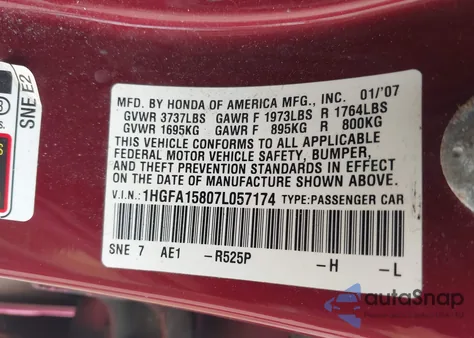 SNE E2
MFD. BY HONDA OF AMERICA MFG., INC. 01/'07
GVWR 3737LBS GAWR F 1973LBS R 1764LBS
GVWR 1695KG GAWR F 895KG R 800KG
THIS VEHICLE CONFORMS TO ALL APPLICABLE
FEDERAL MOTOR VEHICLE SAFETY, BUMPER,
AND THEFT PREVENTION STANDARDS IN EFFECT
ON THE DATE OF MANUFACTURE SHOWN ABOVE.
V.I.N.: 1HGFA15807L057174 TYPE:PASSENGER CAR
SNE 7 AE1 -R525P -H -L
autoSnap